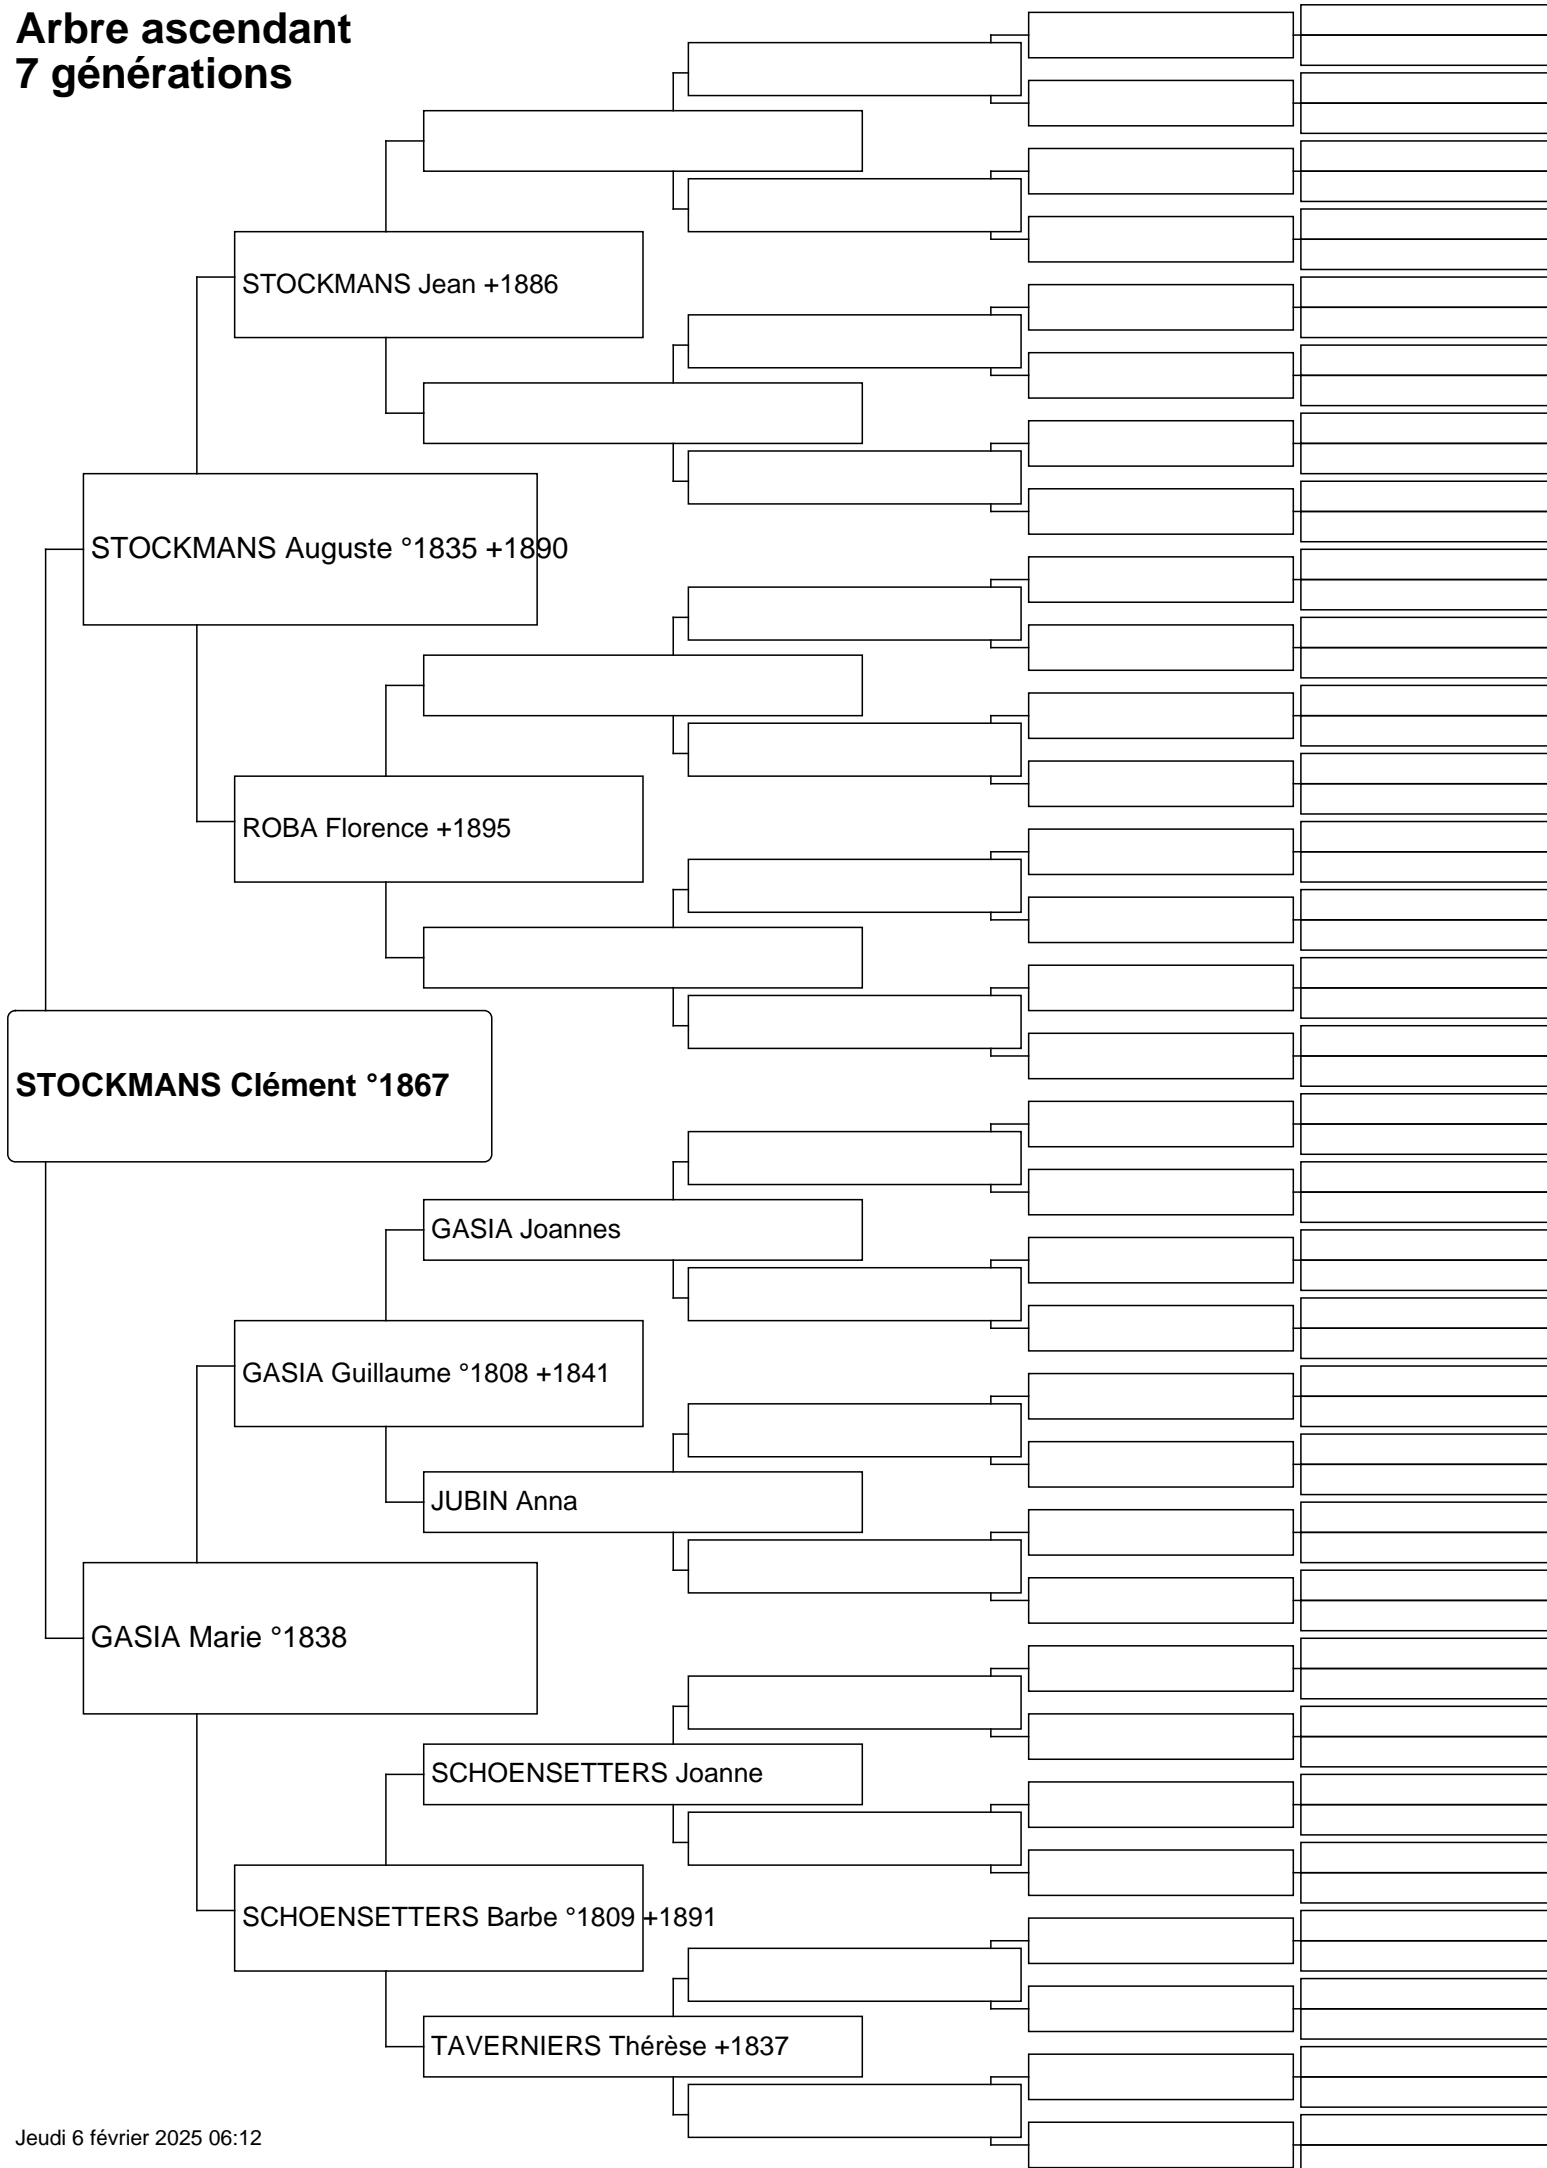 Arbre ascendant
7 générations
STOCKMANS Jean +1886
STOCKMANS Auguste °1835 +1890
ROBA Florence +1895
STOCKMANS Clément °1867
GASIA Joannes
GASIA Guillaume °1808 +1841
JUBIN Anna
GASIA Marie °1838
SCHOENSETTERS Joanne
SCHOENSETTERS Barbe °1809 +1891
TAVERNIERS Thérèse +1837
Jeudi 6 février 2025 06:12